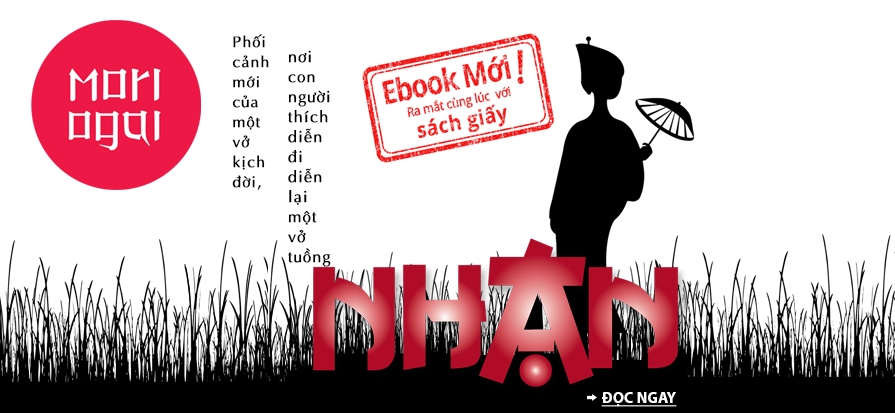 Mori
ogai
Phối
cảnh
mới
của
một
vở
kịch
đời,
nơi
con
người
thích
diễn
đi
diễn
lại
một
vở
tuồng
Ebook Mới !
Ra mắt cùng lúc với
sách giấy
NHẠN
ĐỌC NGAY